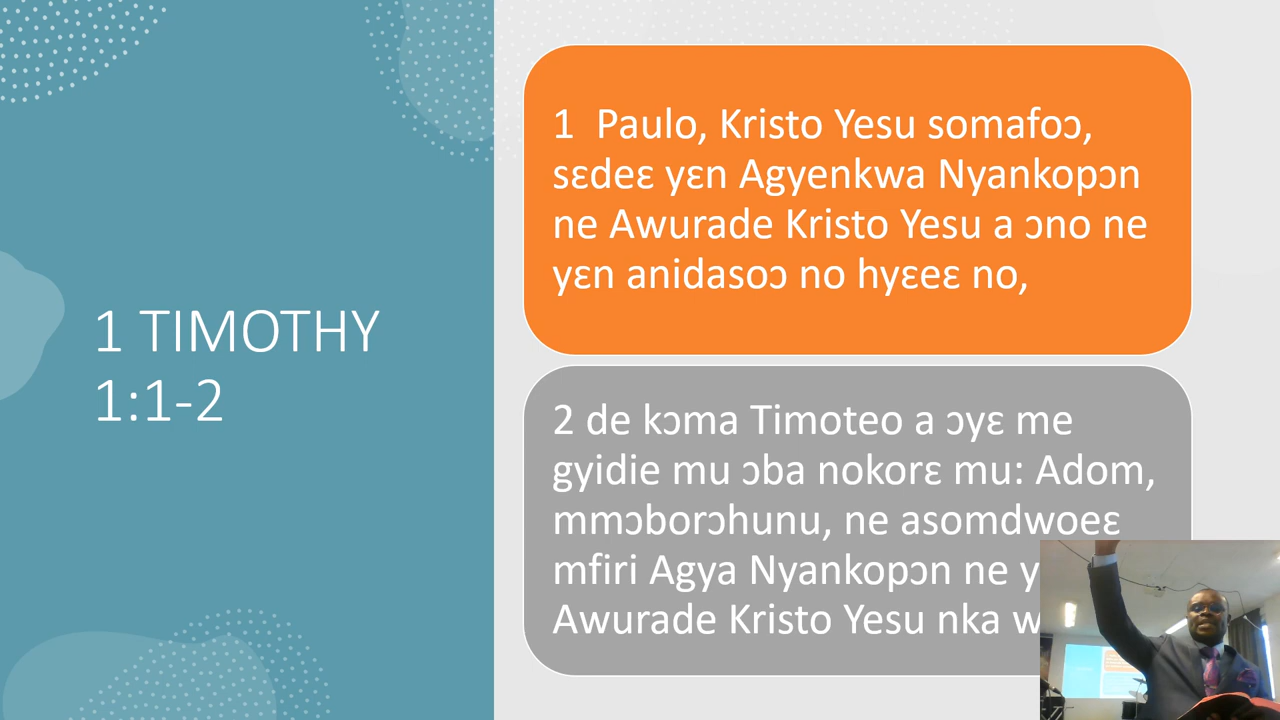 1 TIMOTHY
1:1-2
1 Paulo, Kristo Yesu somafoɔ,
sɛdeɛ yɛn Agyenkwa Nyankopɔn
ne Awurade Kristo Yesu a ɔno ne
yɛn anidasoɔ no hyɛeɛ no,
2 de kɔma Timoteo a ɔyɛ me
gyidie mu ɔba nokorɛ mu: Adom,
mmɔborɔhunu, ne asomdwoeɛ
mfiri Agya Nyankopɔn ne
Awurade Kristo Yesu nka